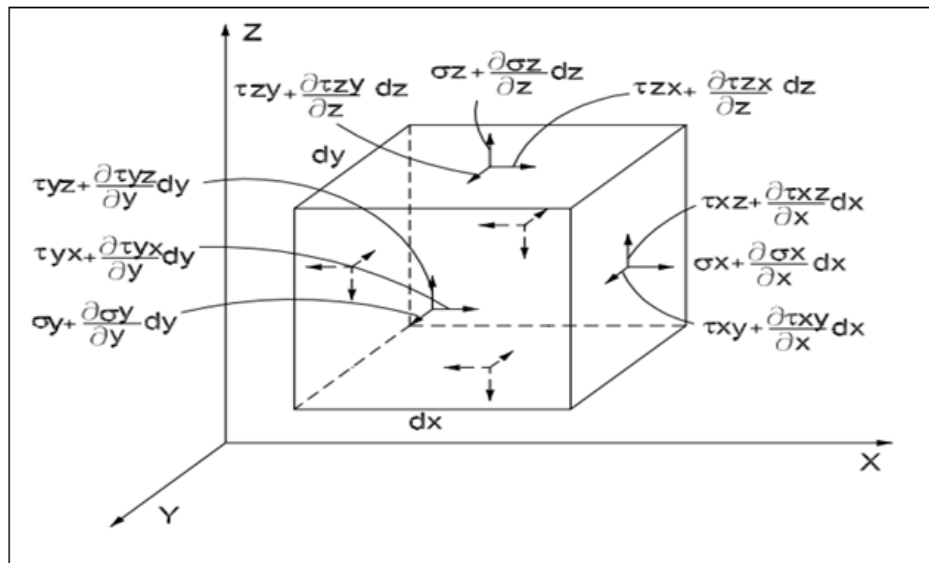 Z
σz+ ∂σz/∂z dz
τzy+ ∂τzy/∂z dz
τzx+ ∂τzx/∂z dz
dy
τyz+ ∂τyz/∂y dy
τxz+ ∂τxz/∂x dx
τyx+ ∂τyx/∂y dy
σx+ ∂σx/∂x dx
σy+ ∂σy/∂y dy
τxy+ ∂τxy/∂x dx
dx
X
Y